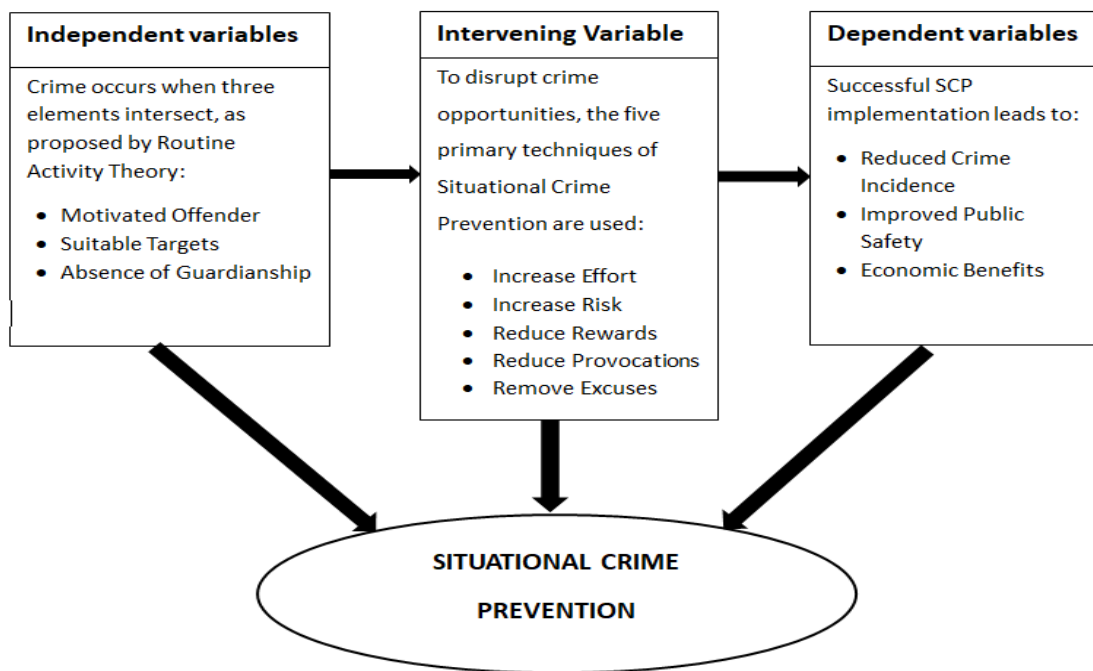 Independent variables
Crime occurs when three
elements intersect, as
proposed by Routine
Activity Theory:
• Motivated Offender
• Suitable Targets
• Absence of Guardianship
Intervening Variable
To disrupt crime
opportunities, the five
primary techniques of
Situational Crime
Prevention are used:
• Increase Effort
• Increase Risk
• Reduce Rewards
• Reduce Provocations
• Remove Excuses
Dependent variables
Successful SCP
implementation leads to:
• Reduced Crime
Incidence
• Improved Public
Safety
• Economic Benefits
SITUATIONAL CRIME
PREVENTION